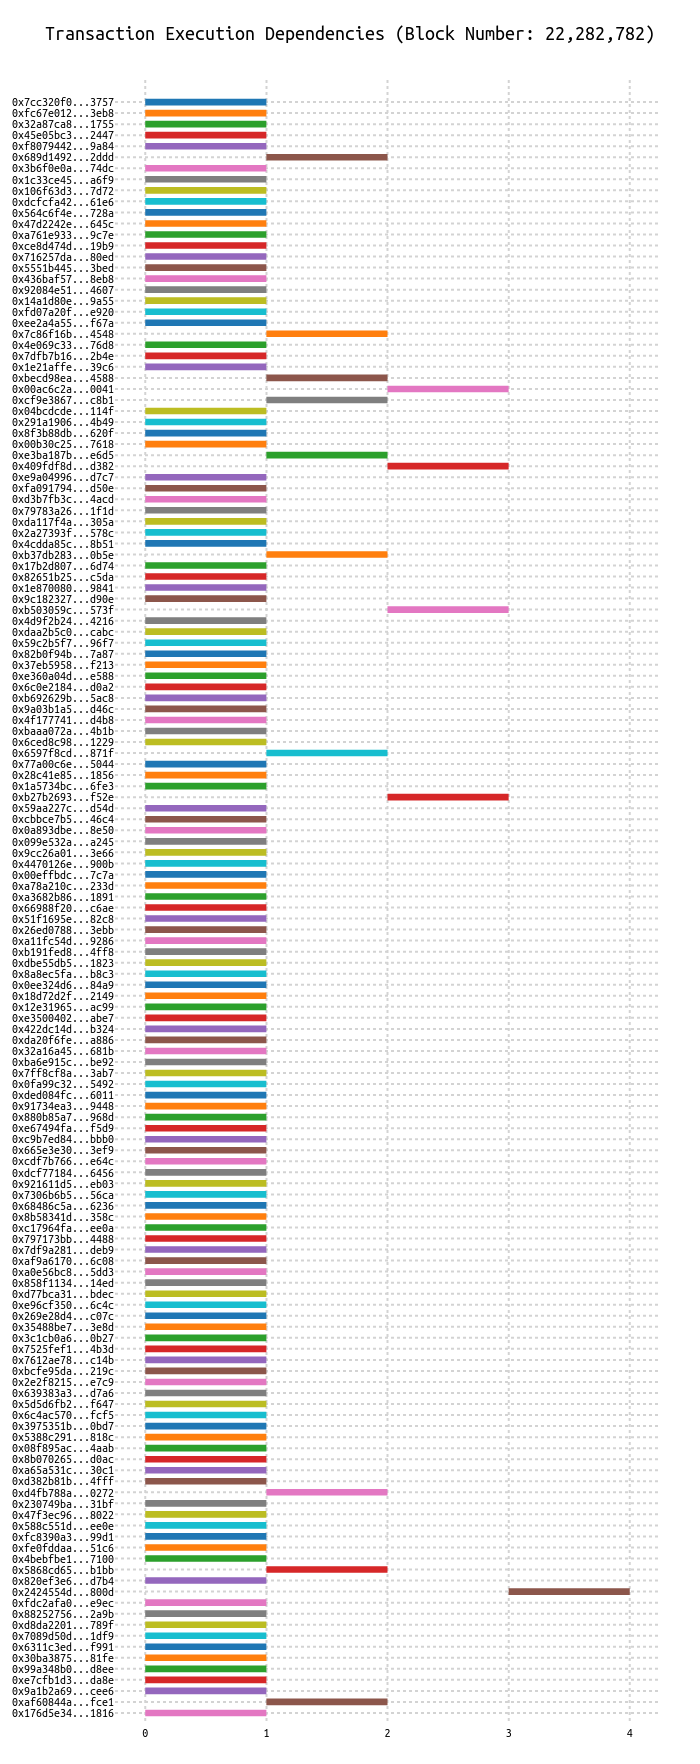 Transaction Execution Dependencies (Block Number: 22,282,782)
0x7cc320f0...3757
0xfc67e012...3eb8
0x32a87ca8...1755
0x45e05bc3...2447
0xf8079442...9a84
0x689d1492...2ddd
0x3b6f0e0a...74dc
0x1c33ce45...a6f9
0x106f63d3...7d72
0xdcfcfa42...61e6
0x564c6f4e...728a
0x47d2242e...645c
0xa761e933...9c7e
0xce8d474d...19b9
0x716257da...80ed
0x5551b445...3bed
0x436baf57...8eb8
0x92084e51...4607
0x14a1d80e...9a55
0xfd07a20f...e920
0xee2a4a55...f67a
0x7c86f16b...4548
0x4e069c33...76d8
0x7dfb7b16...2b4e
0x1e21affe...39c6
0xbecd98ea...4588
0x00ac6c2a...0041
0xcf9e3867...c8b1
0x04bcdcde...114f
0x291a1906...4b49
0x8f3b88db...620f
0x00b30c25...7618
0xe3ba187b...e6d5
0x409fdf8d...d382
0xe9a04996...d7c7
0xfa091794...d50e
0xd3b7fb3c...4acd
0x79783a26...1f1d
0xda117f4a...305a
0x2a27393f...578c
0x4cdda85c...8b51
0xb37db283...0b5e
0x17b2d807...6d74
0x82651b25...c5da
0x1e870080...9841
0x9c182327...d90e
0xb503059c...573f
0x4d9f2b24...4216
0xdaa2b5c0...cabc
0x59c2b5f7...96f7
0x82b0f94b...7a87
0x37eb5958...f213
0xe360a04d...e588
0x6c0e2184...d0a2
0xb692629b...5ac8
0x9a03b1a5...d46c
0x4f177741...d4b8
0xbaaa072a...4b1b
0x6ced8c98...1229
0x6597f8cd...871f
0x77a00c6e...5044
0x28c41e85...1856
0x1a5734bc...6fe3
0xb27b2693...f52e
0x59aa227c...d54d
0xcbbce7b5...46c4
0x0a893dbe...8e50
0x099e532a...a245
0x9cc26a01...3e66
0x4470126e...900b
0x00effbdc...7c7a
0xa78a210c...233d
0xa3682b86...1891
0x66988f20...c6ae
0x51f1695e...82c8
0x26ed0788...3ebb
0xa11fc54d...9286
0xb191fed8...4ff8
0xdbe55db5...1823
0x8a8ec5fa...b8c3
0x0ee324d6...84a9
0x18d72d2f...2149
0x12e31965...ac99
0xe3500402...abe7
0x422dc14d...b324
0xda20f6fe...a886
0x32a16a45...681b
0xba6e915c...be92
0x7ff8cf8a...3ab7
0x0fa99c32...5492
0xded084fc...6011
0x91734ea3...9448
0x880b85a7...968d
0xe67494fa...f5d9
0xc9b7ed84...bbb0
0x665e3e30...3ef9
0xcdf7b766...e64c
0xdcf77184...6456
0x921611d5...eb03
0x7306b6b5...56ca
0x68486c5a...6236
0x8b58341d...358c
0xc17964fa...ee0a
0x797173bb...4488
0x7df9a281...deb9
0xaf9a6170...6c08
0xa0e56bc8...5dd3
0x858f1134...14ed
0xd77bca31...bdec
0xe96cf350...6c4c
0x269e28d4...c07c
0x35488be7...3e8d
0x3c1cb0a6...0b27
0x7525fef1...4b3d
0x7612ae78...c14b
0xbcfe95da...219c
0x2e2f8215...e7c9
0x639383a3...d7a6
0x5d5d6fb2...f647
0x6c4ac570...fcf5
0x3975351b...0bd7
0x5388c291...818c
0x08f895ac...4aab
0x8b070265...d0ac
0xa65a531c...30c1
0xd382b81b...4fff
0xd4fb788a...0272
0x230749ba...31bf
0x47f3ec96...8022
0x588c551d...ee0e
0xfc8390a3...99d1
0xfe0fddaa...51c6
0x4bebfbe1...7100
0x5868cd65...b1bb
0x820ef3e6...d7b4
0x2424554d...800d
0xfdc2afa0...e9ec
0x88252756...2a9b
0xd8da2201...789f
0x7089d50d...1df9
0x6311c3ed...f991
0x30ba3875...81fe
0x99a348b0...d8ee
0xe7cfb1d3...da8e
0x9a1b2a69...cee6
0xaf60844a...fce1
0x176d5e34...1816
0 1 2 3 4